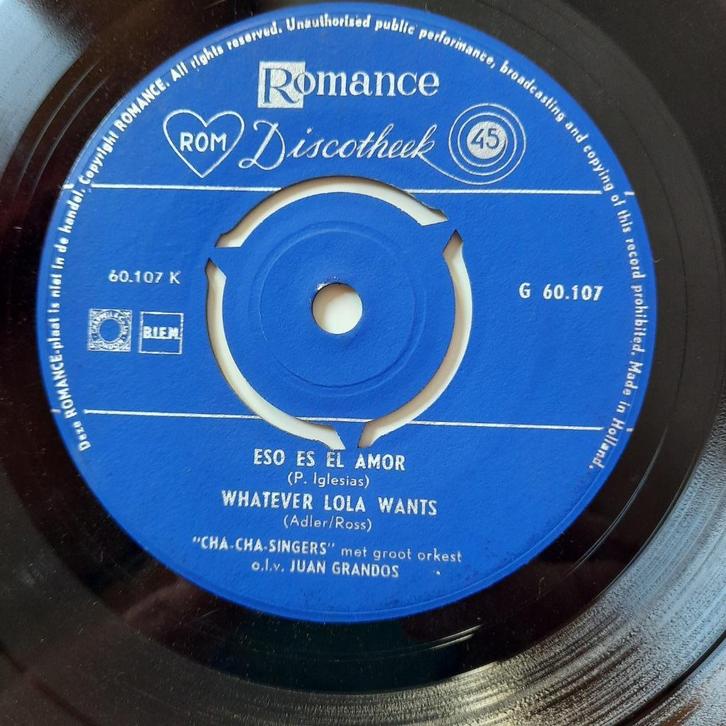 Deze ROMANCE-plaat is niet in de handel. Copyright ROMANCE. All rights reserved. Unauthorised public performance, broadcasting and copying of this record prohibited. Made in Holland.
Romance
ROM Discotheek 45
60.107 K
G 60.107
B.I.E.M.
ESO ES EL AMOR
(P. Iglesias)
WHATEVER LOLA WANTS
(Adler/Ross)
"CHA-CHA-SINGERS" met groot orkest
o.l.v. JUAN GRANDOS